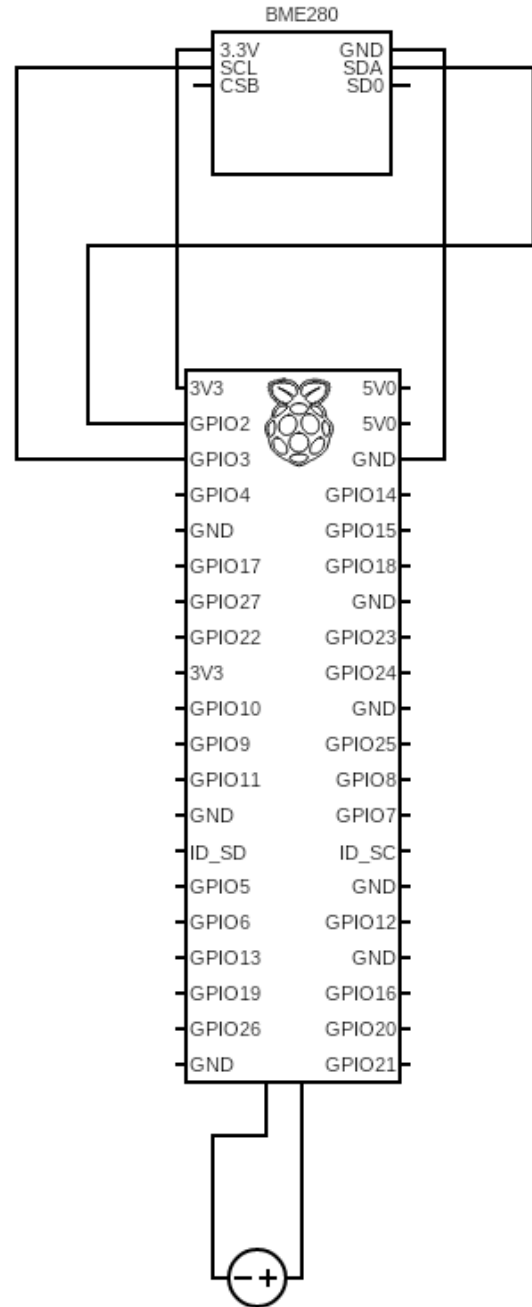 BME280
3.3V GND
SCL SDA
CSB SD0
3V3 5V0
GPIO2 5V0
GPIO3 GND
GPIO4 GPIO14
GND GPIO15
GPIO17 GPIO18
GPIO27 GND
GPIO22 GPIO23
3V3 GPIO24
GPIO10 GND
GPIO9 GPIO25
GPIO11 GPIO8
GND GPIO7
ID_SD ID_SC
GPIO5 GND
GPIO6 GPIO12
GPIO13 GND
GPIO19 GPIO16
GPIO26 GPIO20
GND GPIO21
− +